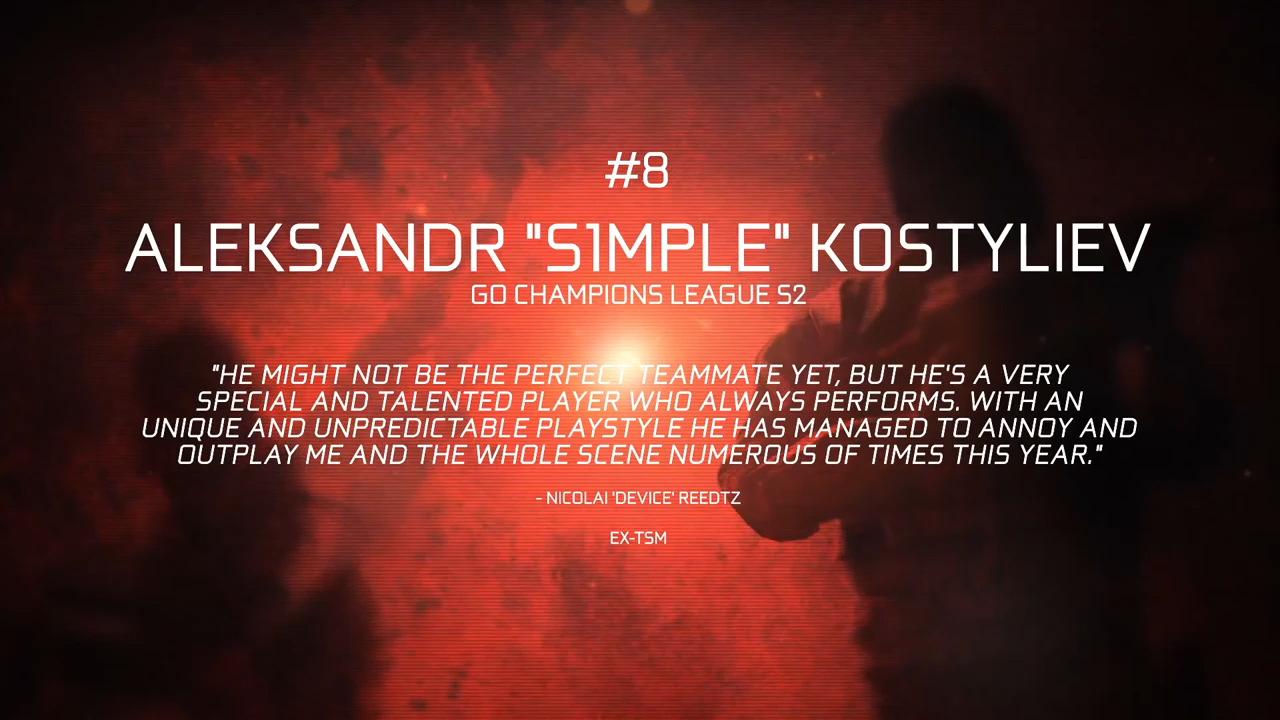 #8
ALEKSANDR "S1MPLE" KOSTYLIEV
GO CHAMPIONS LEAGUE S2
"HE MIGHT NOT BE THE PERFECT TEAMMATE YET, BUT HE'S A VERY
SPECIAL AND TALENTED PLAYER WHO ALWAYS PERFORMS. WITH AN
UNIQUE AND UNPREDICTABLE PLAYSTYLE HE HAS MANAGED TO ANNOY AND
OUTPLAY ME AND THE WHOLE SCENE NUMEROUS OF TIMES THIS YEAR."
- NICOLAI 'DEVICE' REEDTZ
EX-TSM